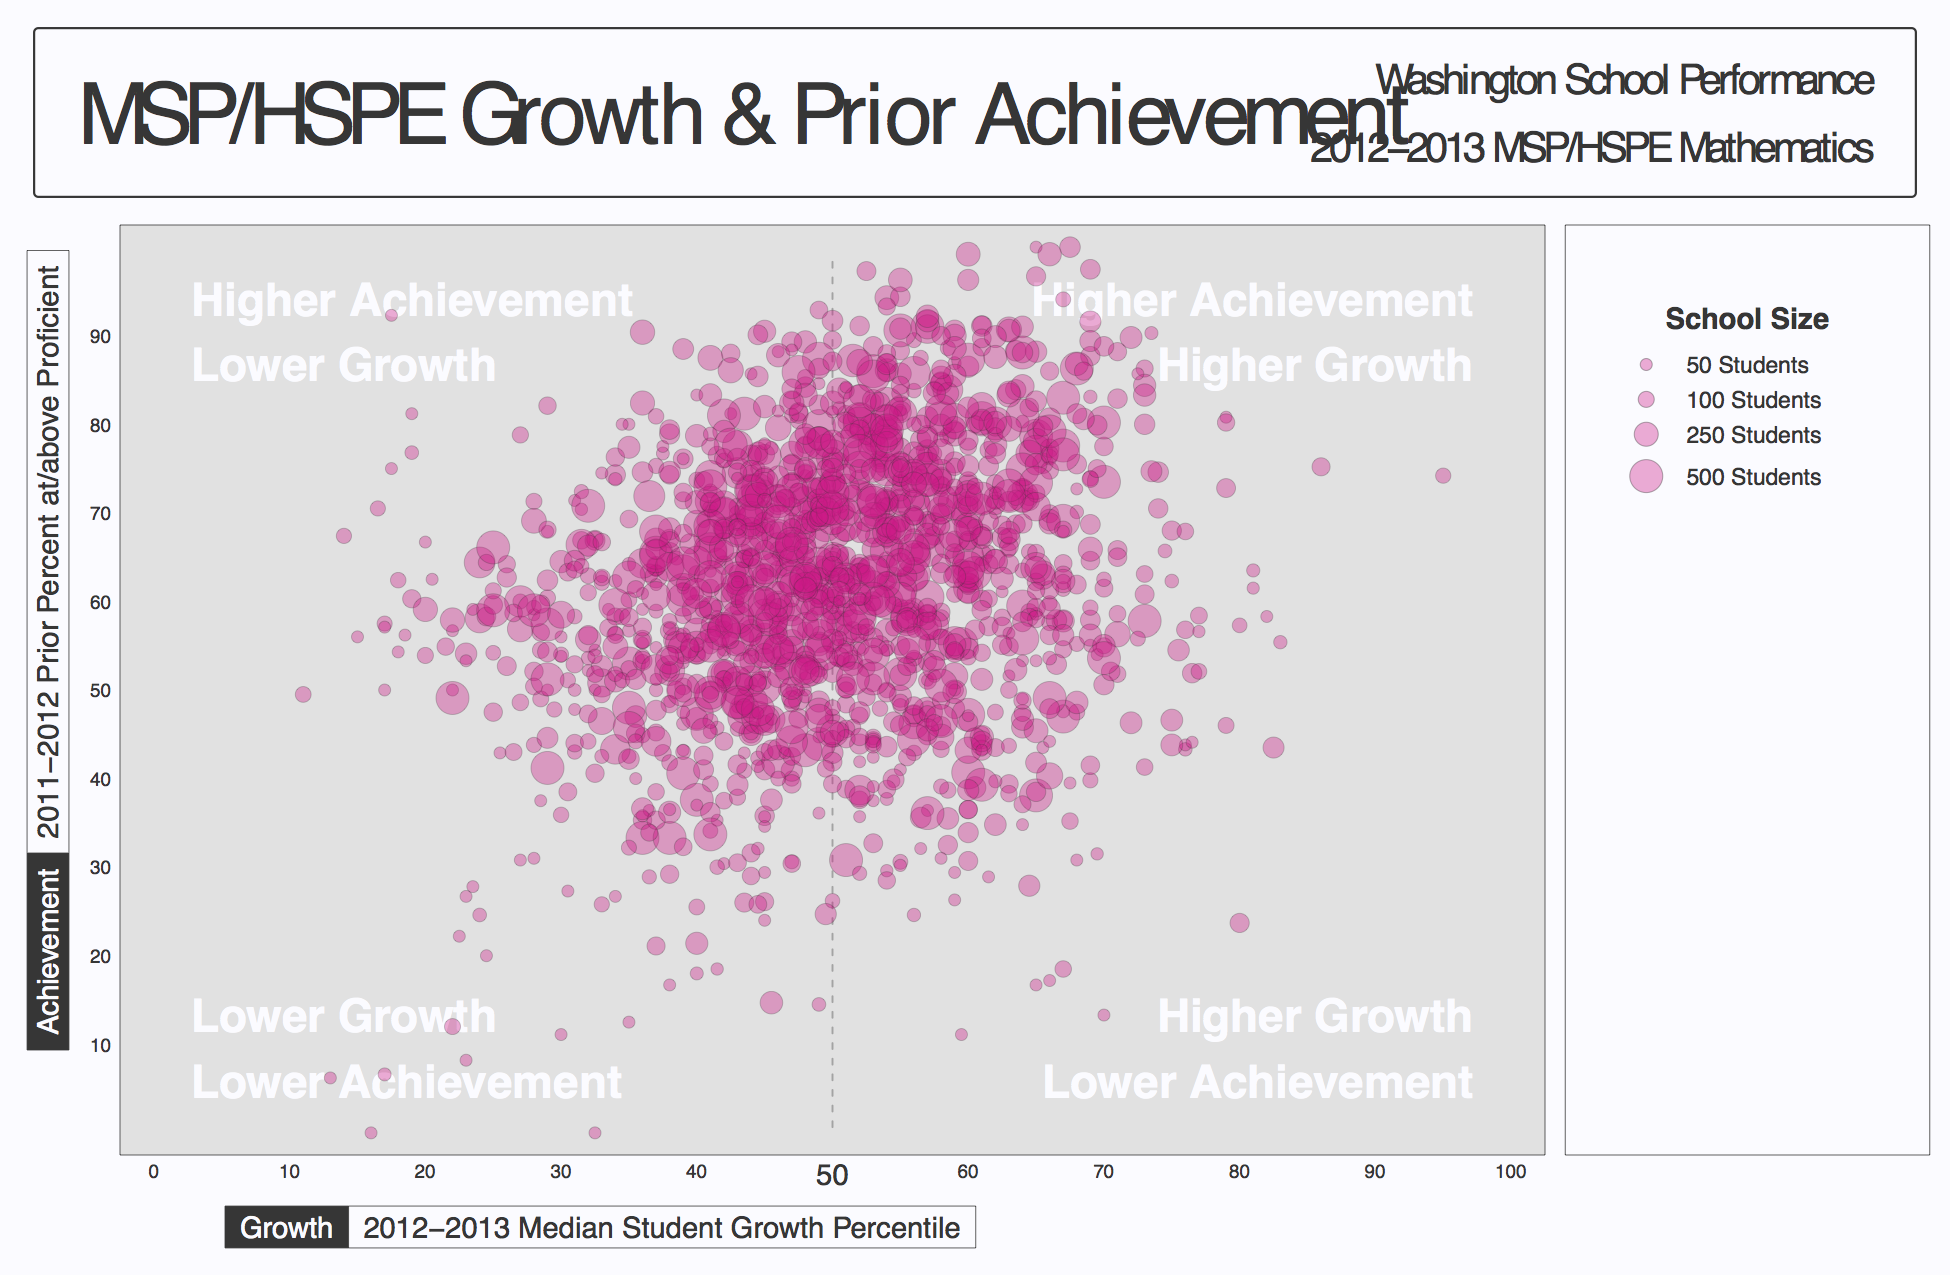 MSP/HSPE Growth & Prior Achievement
Washington School Performance
2012–2013 MSP/HSPE Mathematics
Achievement 2011–2012 Prior Percent at/above Proficient
Higher Achievement
Lower Growth
Higher Achievement
Higher Growth
Lower Growth
Lower Achievement
Higher Growth
Lower Achievement
90
80
70
60
50
40
30
20
10
0 10 20 30 40 50 60 70 80 90 100
Growth 2012–2013 Median Student Growth Percentile
School Size
50 Students
100 Students
250 Students
500 Students